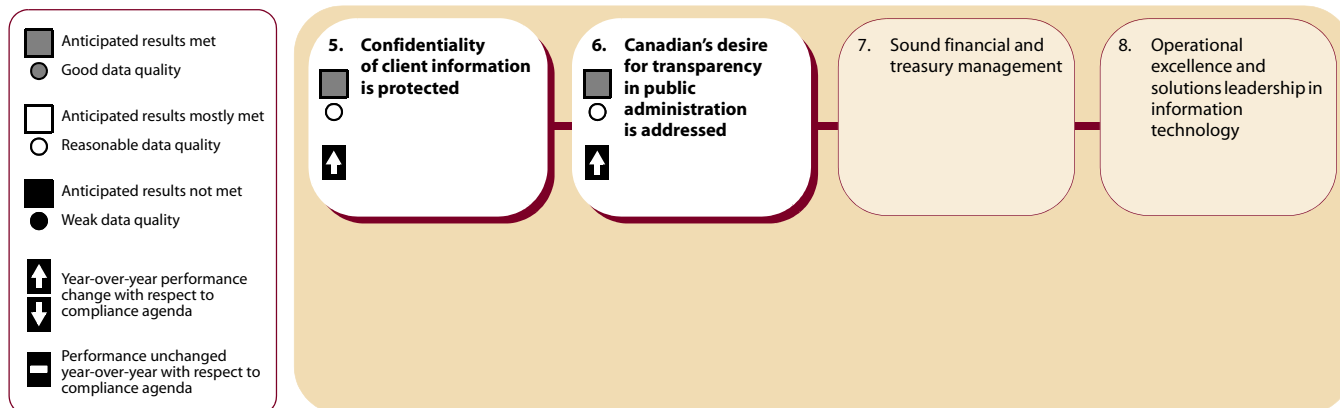 Anticipated results met
Good data quality
Anticipated results mostly met
Reasonable data quality
Anticipated results not met
Weak data quality
Year-over-year performance
change with respect to
compliance agenda
Performance unchanged
year-over-year with respect to
compliance agenda
5. Confidentiality
of client information
is protected
6. Canadian's desire
for transparency
in public
administration
is addressed
7. Sound financial and
treasury management
8. Operational
excellence and
solutions leadership in
information
technology